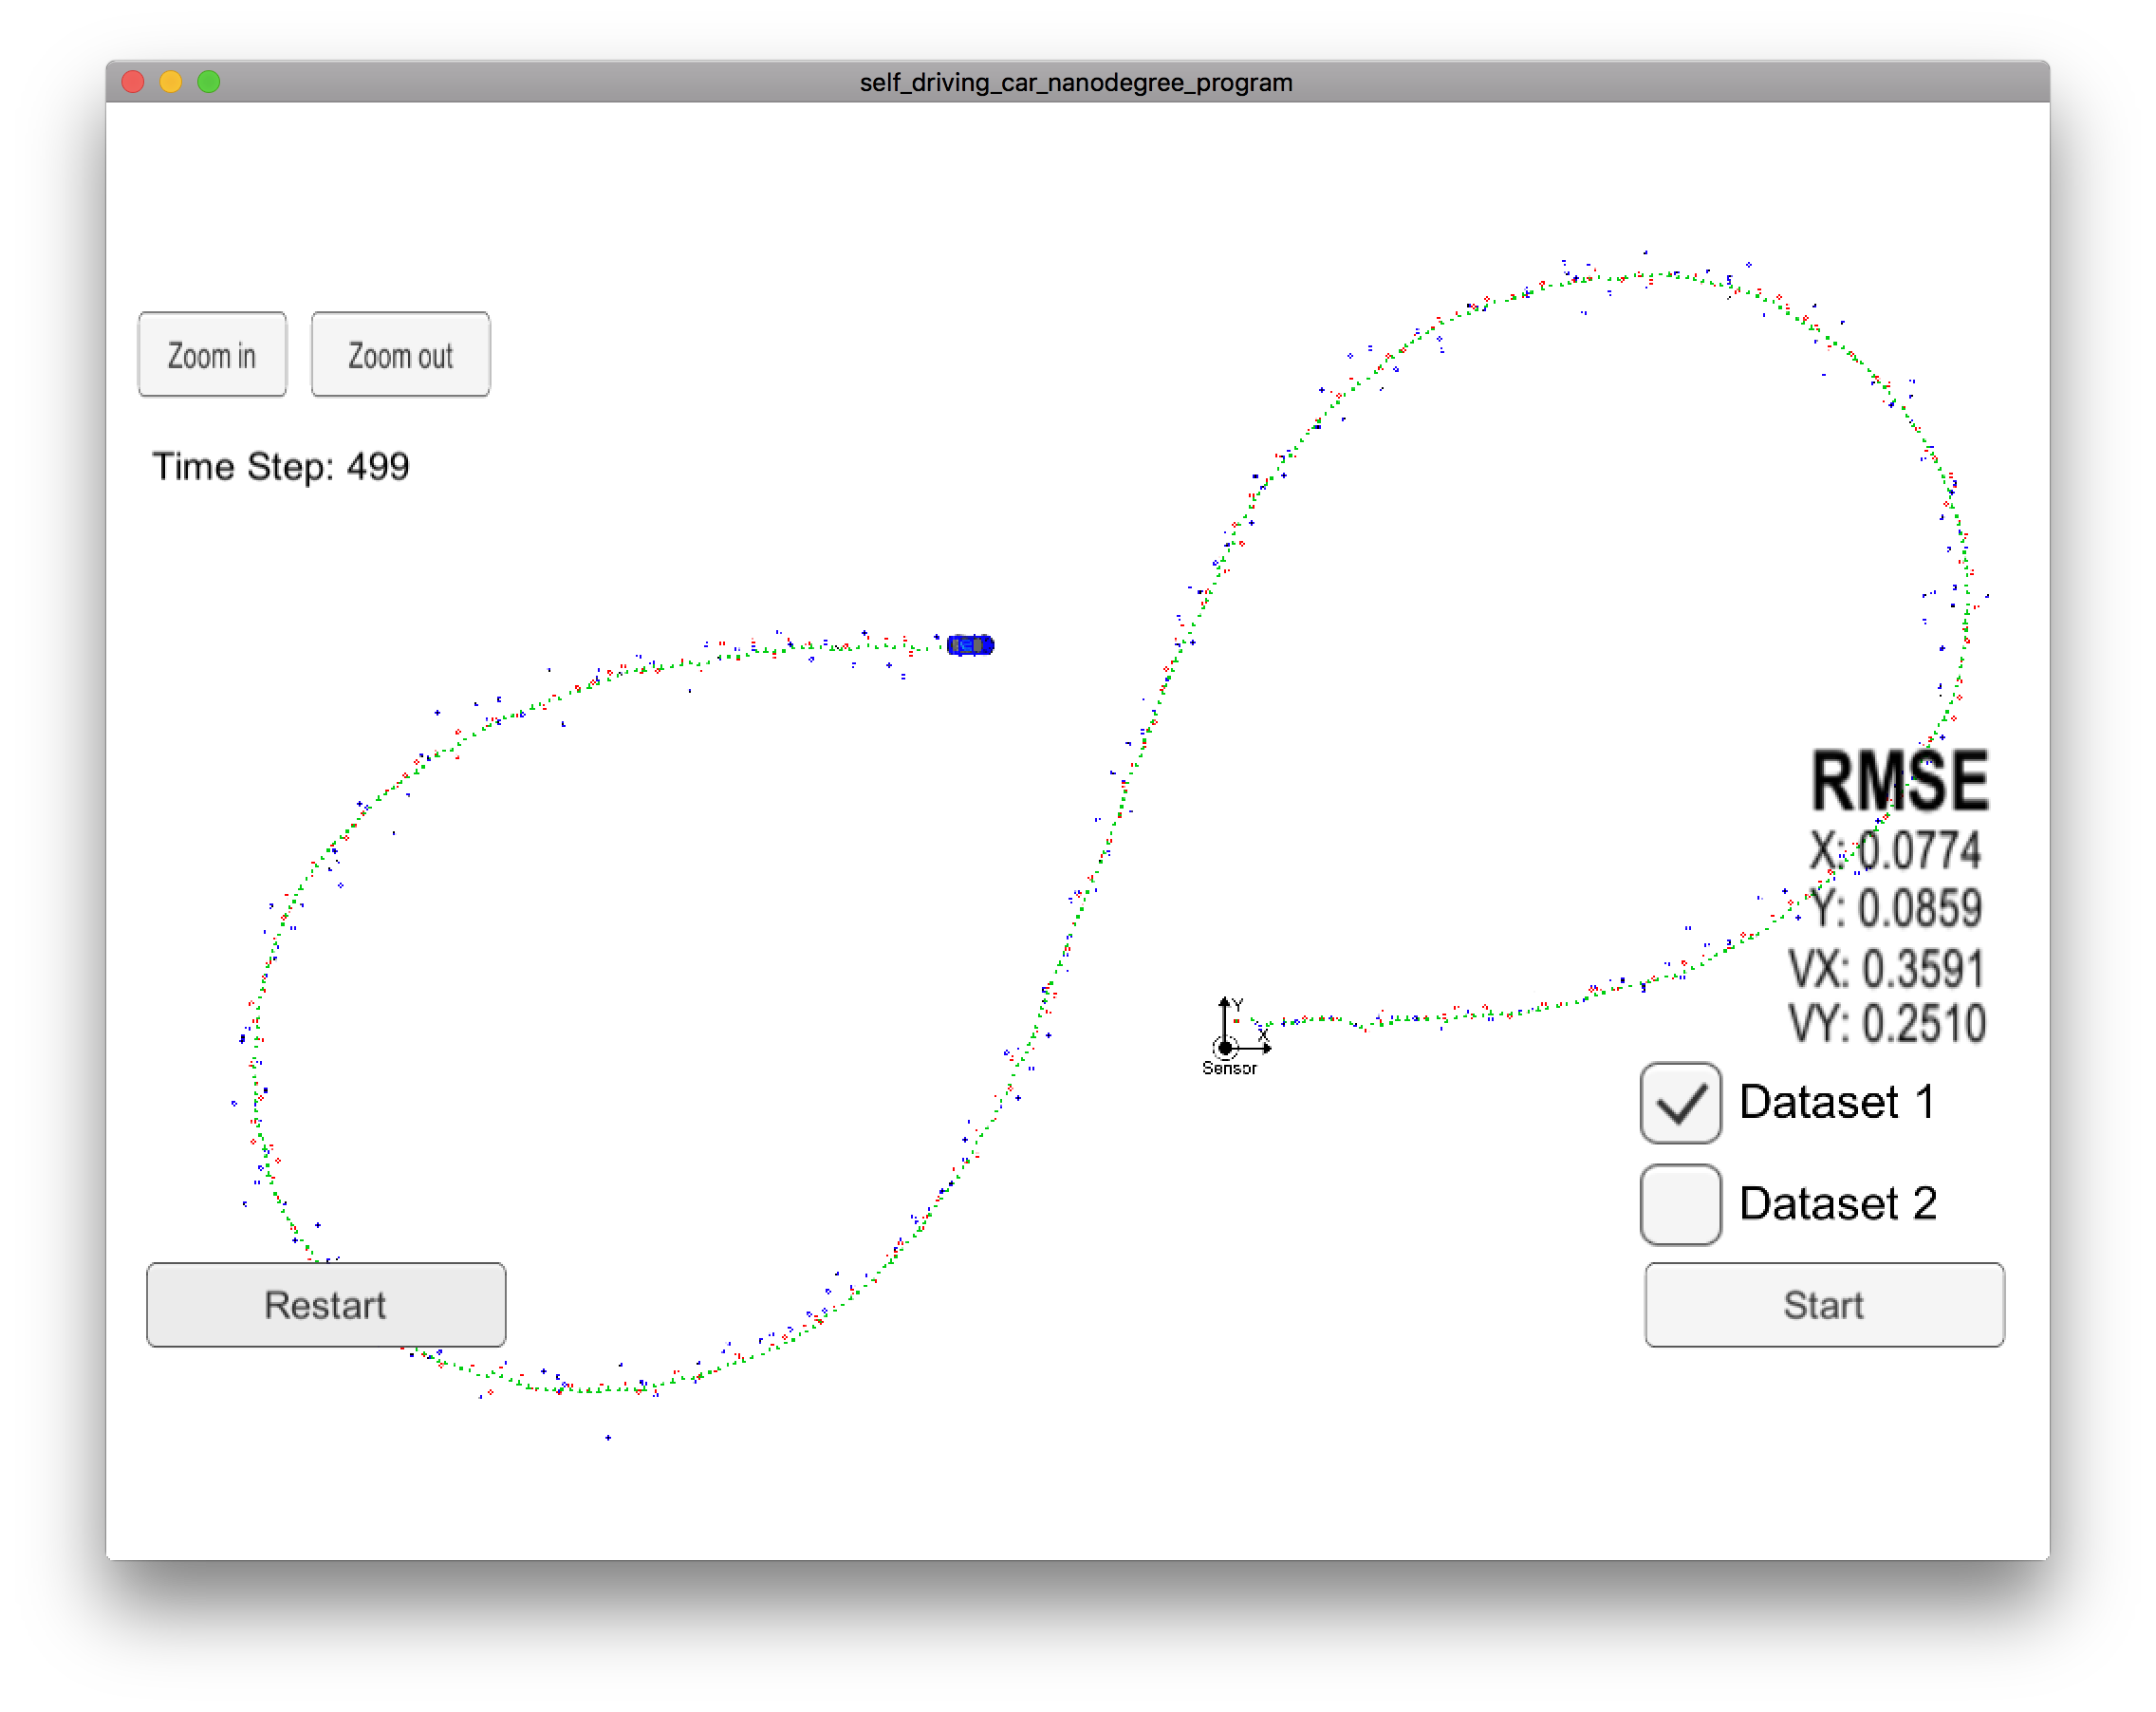 self_driving_car_nanodegree_program
Zoom in
Zoom out
Time Step: 499
RMSE
X: 0.0774
Y: 0.0859
VX: 0.3591
VY: 0.2510
Y
X
Sensor
Dataset 1
Dataset 2
Restart
Start